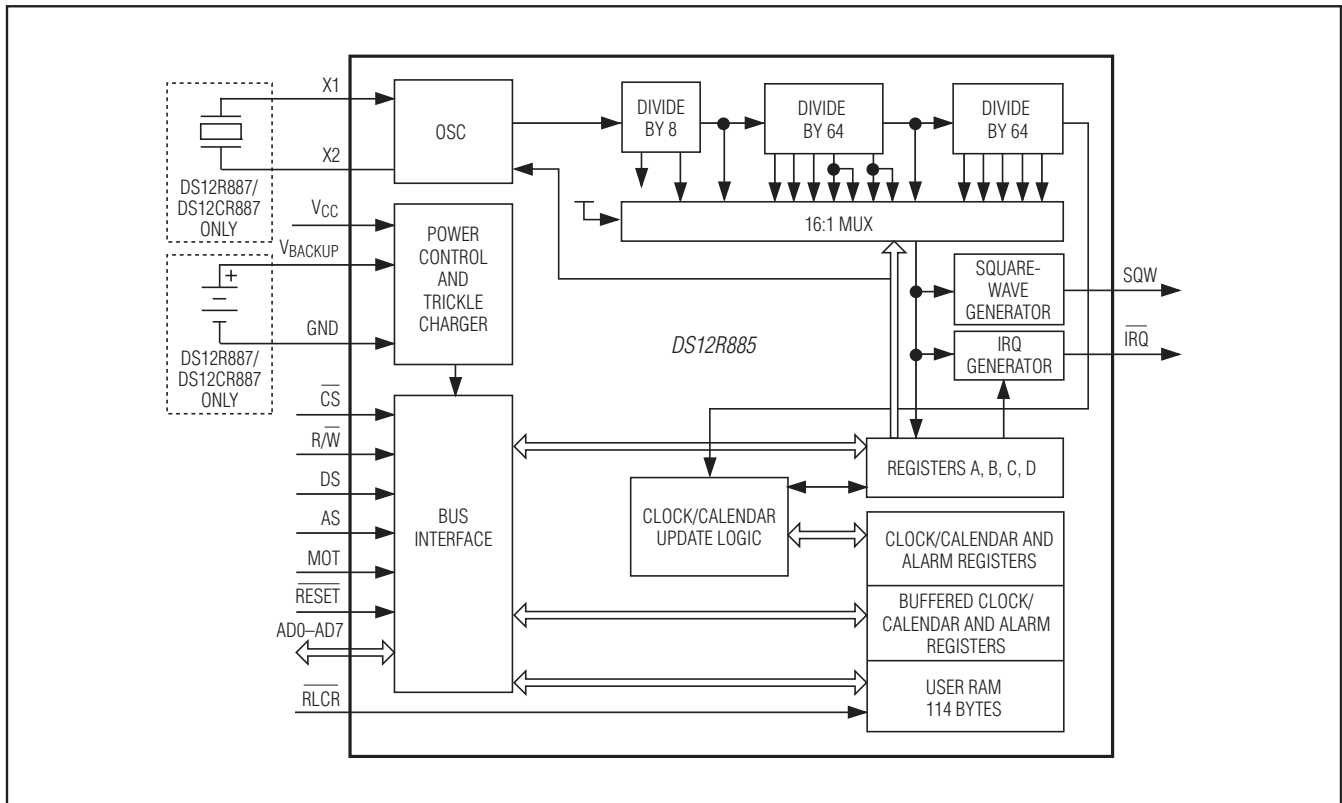 X1
X2
DS12R887/
DS12CR887
ONLY
VCC
VBACKUP
+
GND
DS12R887/
DS12CR887
ONLY
CS
R/W
DS
AS
MOT
RESET
AD0–AD7
RLCR
OSC
POWER
CONTROL
AND
TRICKLE
CHARGER
BUS
INTERFACE
DIVIDE
BY 8
DIVIDE
BY 64
DIVIDE
BY 64
16:1 MUX
SQUARE-
WAVE
GENERATOR
SQW
IRQ
GENERATOR
IRQ
DS12R885
REGISTERS A, B, C, D
CLOCK/CALENDAR
UPDATE LOGIC
CLOCK/CALENDAR AND
ALARM REGISTERS
BUFFERED CLOCK/
CALENDAR AND ALARM
REGISTERS
USER RAM
114 BYTES